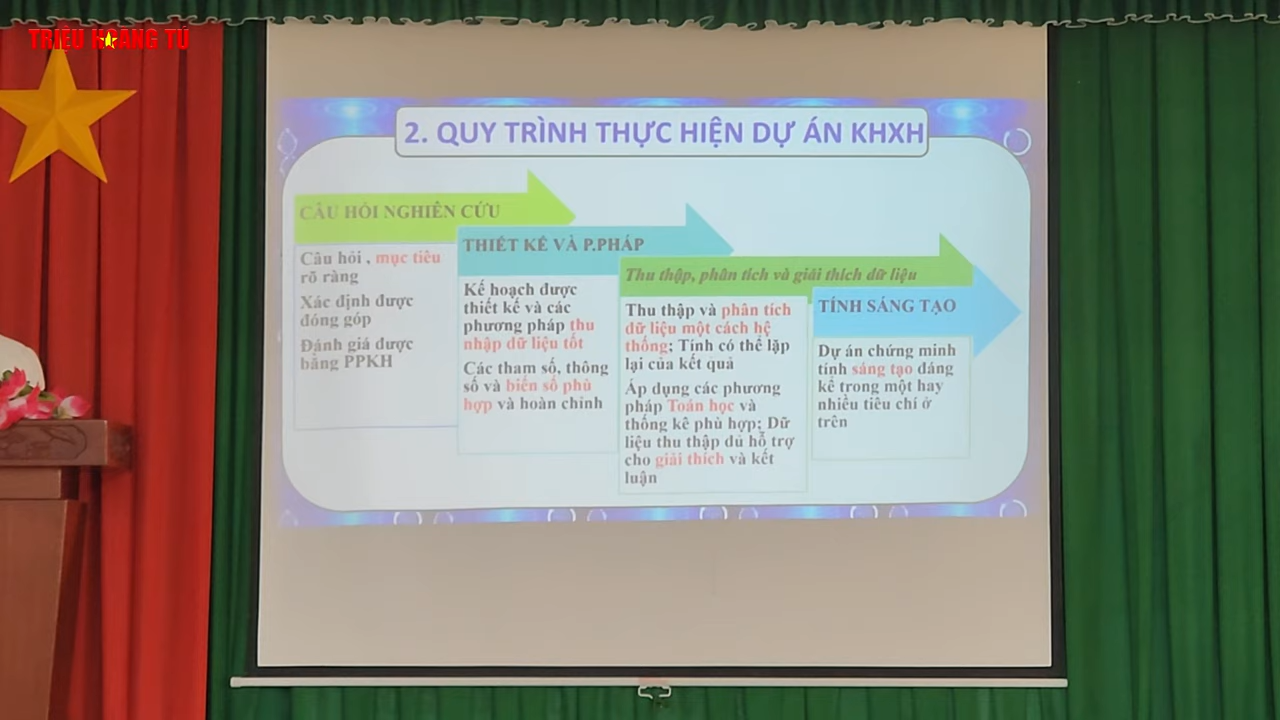 TRIỆU HOÀNG TÚ
2. QUY TRÌNH THỰC HIỆN DỰ ÁN KHXH
CÂU HỎI NGHIÊN CỨU
Câu hỏi , mục tiêu
rõ ràng
Xác định được
đóng góp
Đánh giá được
bằng PPKH
THIẾT KẾ VÀ P.PHÁP
Kế hoạch được
thiết kế và các
phương pháp thu
nhập dữ liệu tốt
Các tham số, thông
số và biến số phù
hợp và hoàn chỉnh
Thu thập, phân tích và giải thích dữ liệu
Thu thập và phân tích
dữ liệu một cách hệ
thống; Tính có thể lặp
lại của kết quả
Áp dụng các phương
pháp Toán học và
thống kê phù hợp; Dữ
liệu thu thập đủ hỗ trợ
cho giải thích và kết
luận
TÍNH SÁNG TẠO
Dự án chứng minh
tính sáng tạo đáng
kể trong một hay
nhiều tiêu chí ở
trên